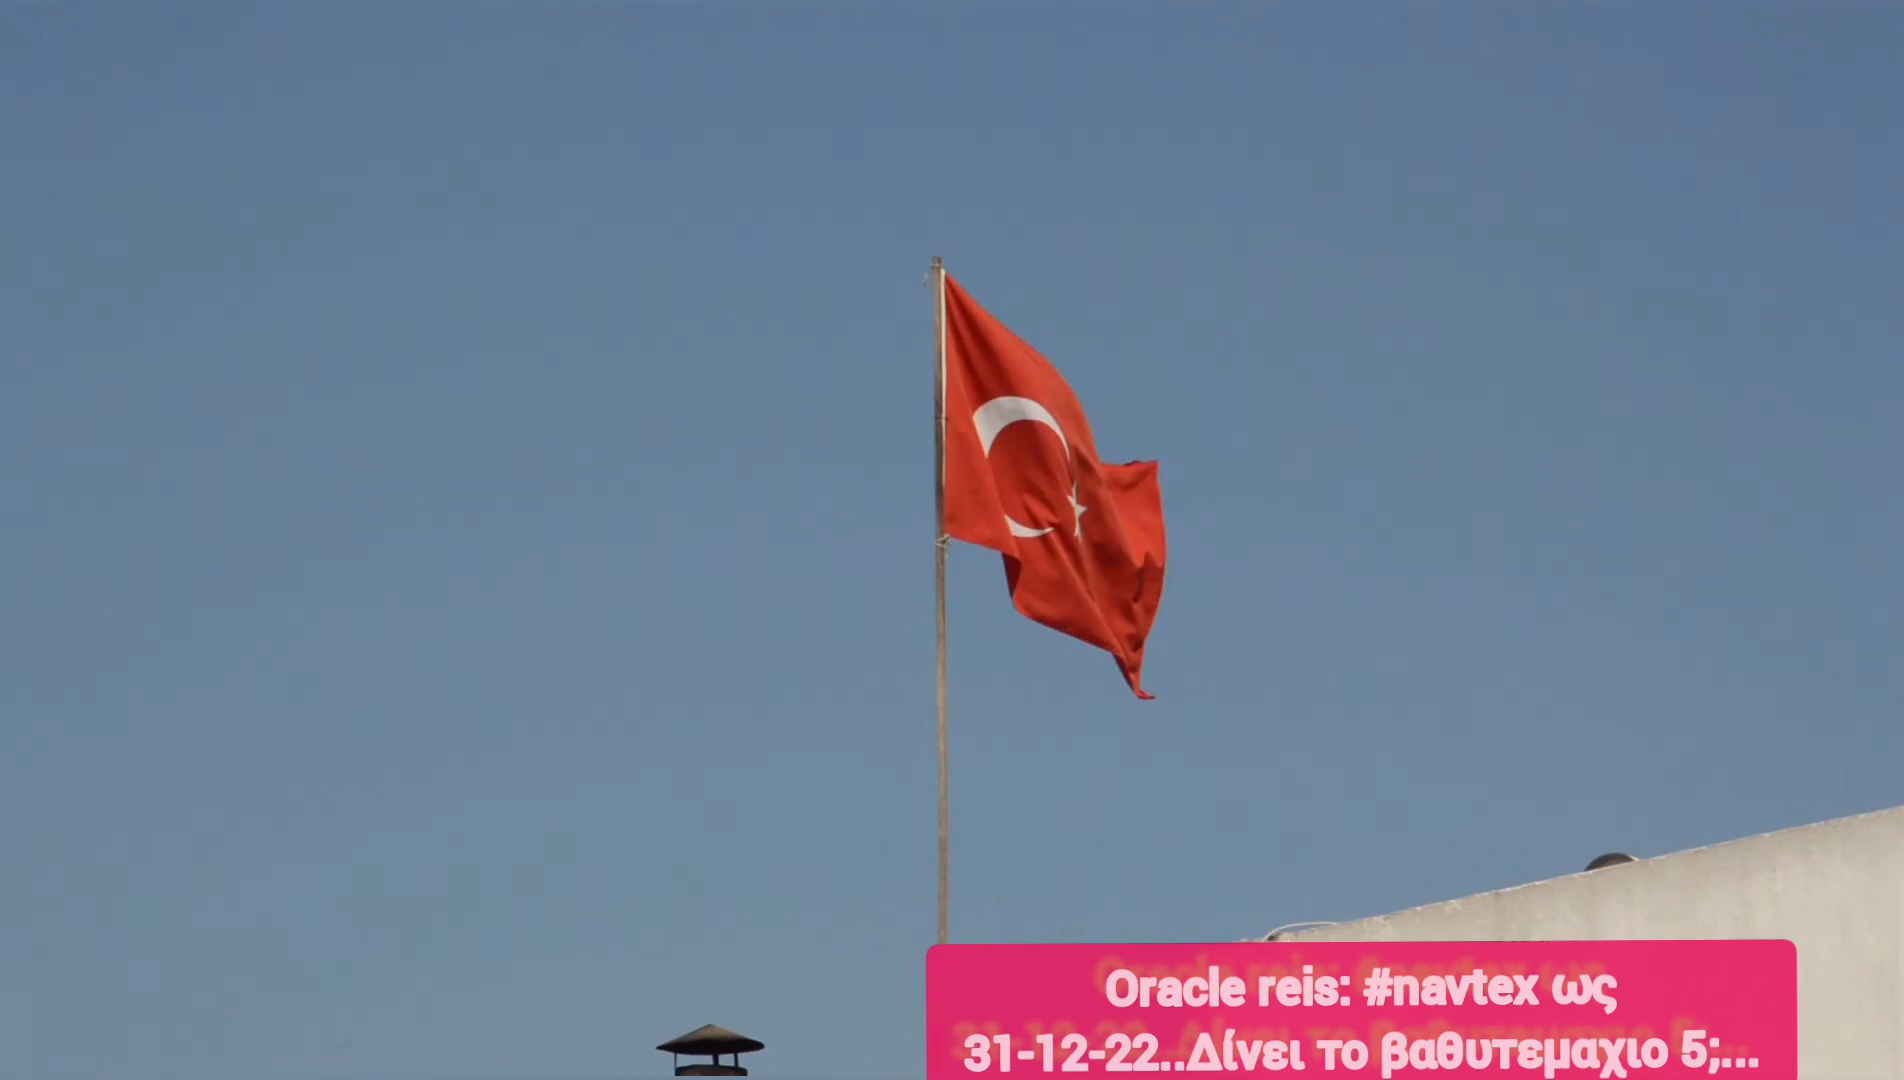 Oracle reis: #navtex ως
31-12-22..Δίνει το βαθυτεμαχιο 5;...